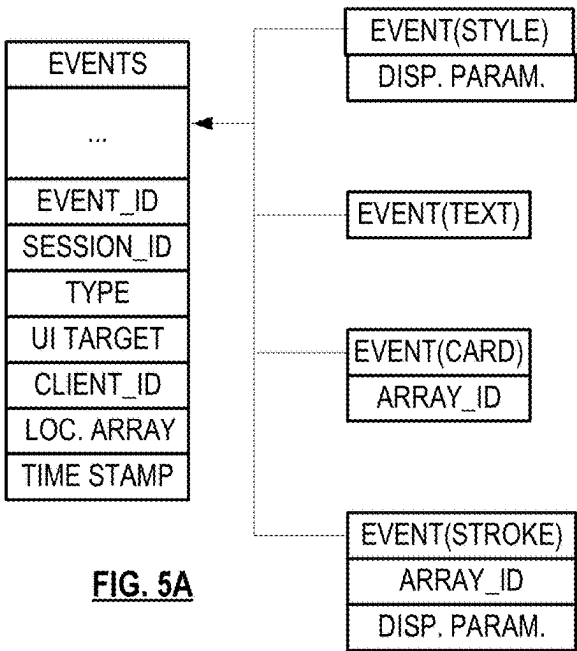 EVENTS
...
EVENT_ID
SESSION_ID
TYPE
UI TARGET
CLIENT_ID
LOC. ARRAY
TIME STAMP
EVENT(STYLE)
DISP. PARAM.
EVENT(TEXT)
EVENT(CARD)
ARRAY_ID
EVENT(STROKE)
ARRAY_ID
DISP. PARAM.
FIG. 5A